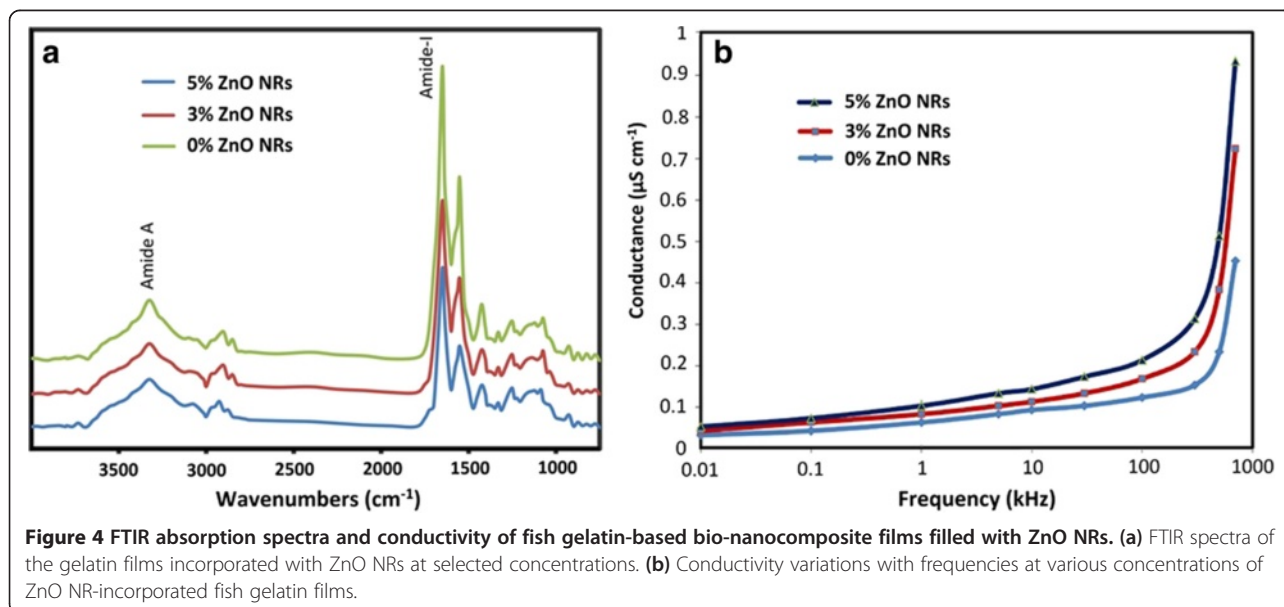 a
Amide A
Amide-I
5% ZnO NRs
3% ZnO NRs
0% ZnO NRs
3500 3000 2500 2000 1500 1000
Wavenumbers (cm⁻¹)
b
Conductance (µS cm⁻¹)
1
0.9
0.8
0.7
0.6
0.5
0.4
0.3
0.2
0.1
0
5% ZnO NRs
3% ZnO NRs
0% ZnO NRs
0.01 0.1 1 10 100 1000
Frequency (kHz)
Figure 4 FTIR absorption spectra and conductivity of fish gelatin-based bio-nanocomposite films filled with ZnO NRs. (a) FTIR spectra of
the gelatin films incorporated with ZnO NRs at selected concentrations. (b) Conductivity variations with frequencies at various concentrations of
ZnO NR-incorporated fish gelatin films.